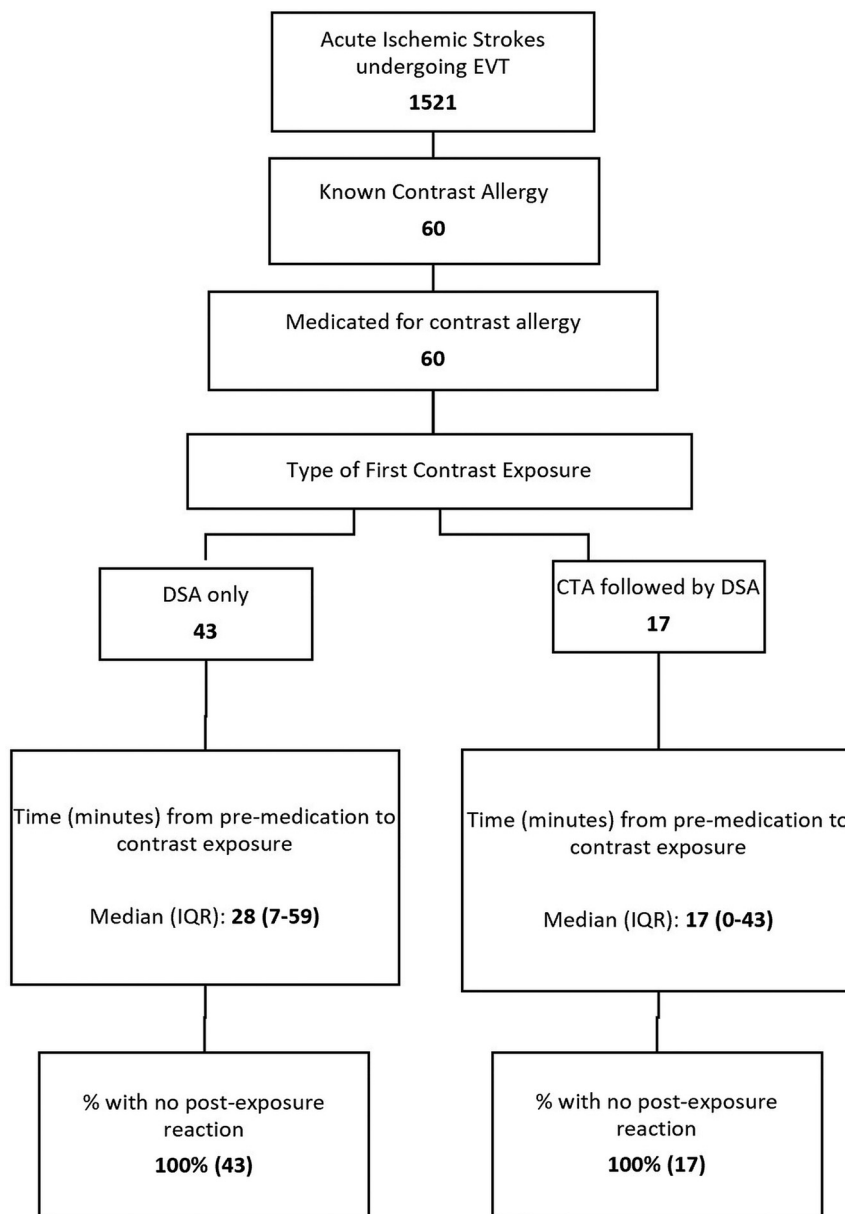 Acute Ischemic Strokes
undergoing EVT
1521
Known Contrast Allergy
60
Medicated for contrast allergy
60
Type of First Contrast Exposure
DSA only
43
CTA followed by DSA
17
Time (minutes) from pre-medication to
contrast exposure
Median (IQR): 28 (7-59)
Time (minutes) from pre-medication to
contrast exposure
Median (IQR): 17 (0-43)
% with no post-exposure
reaction
100% (43)
% with no post-exposure
reaction
100% (17)